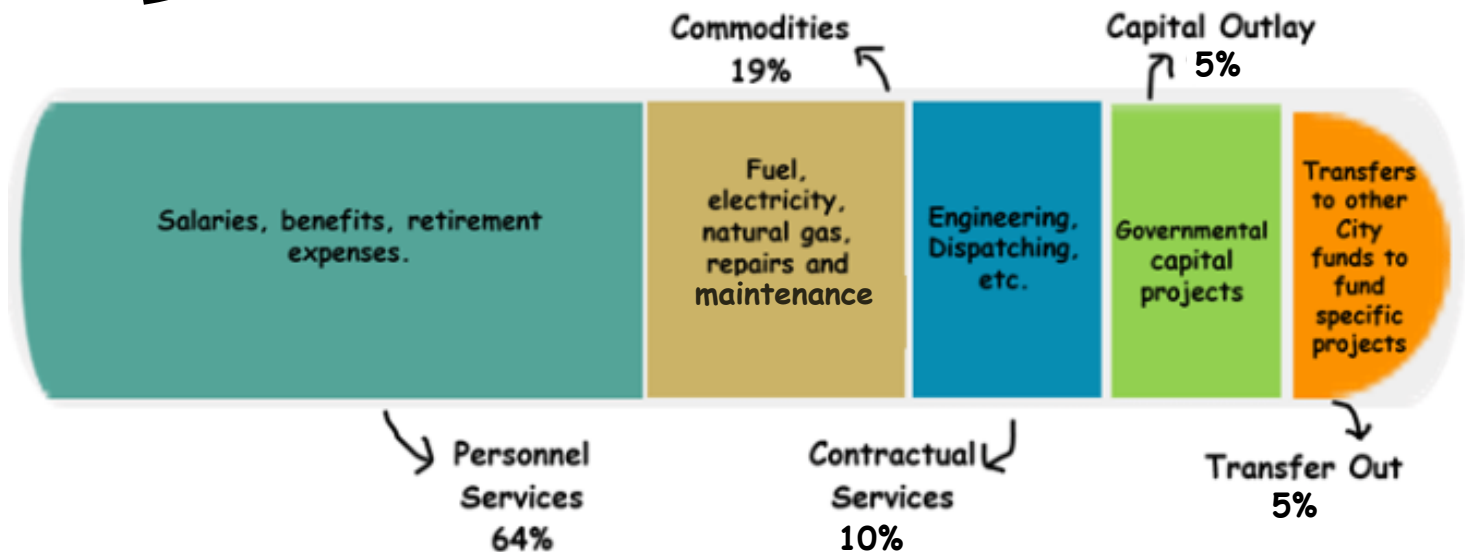 Commodities
19%
Capital Outlay
5%
Salaries, benefits, retirement
expenses.
Fuel,
electricity,
natural gas,
repairs and
maintenance
Engineering,
Dispatching,
etc.
Governmental
capital
projects
Transfers
to other
City
funds to
fund
specific
projects
Personnel
Services
64%
Contractual
Services
10%
Transfer Out
5%